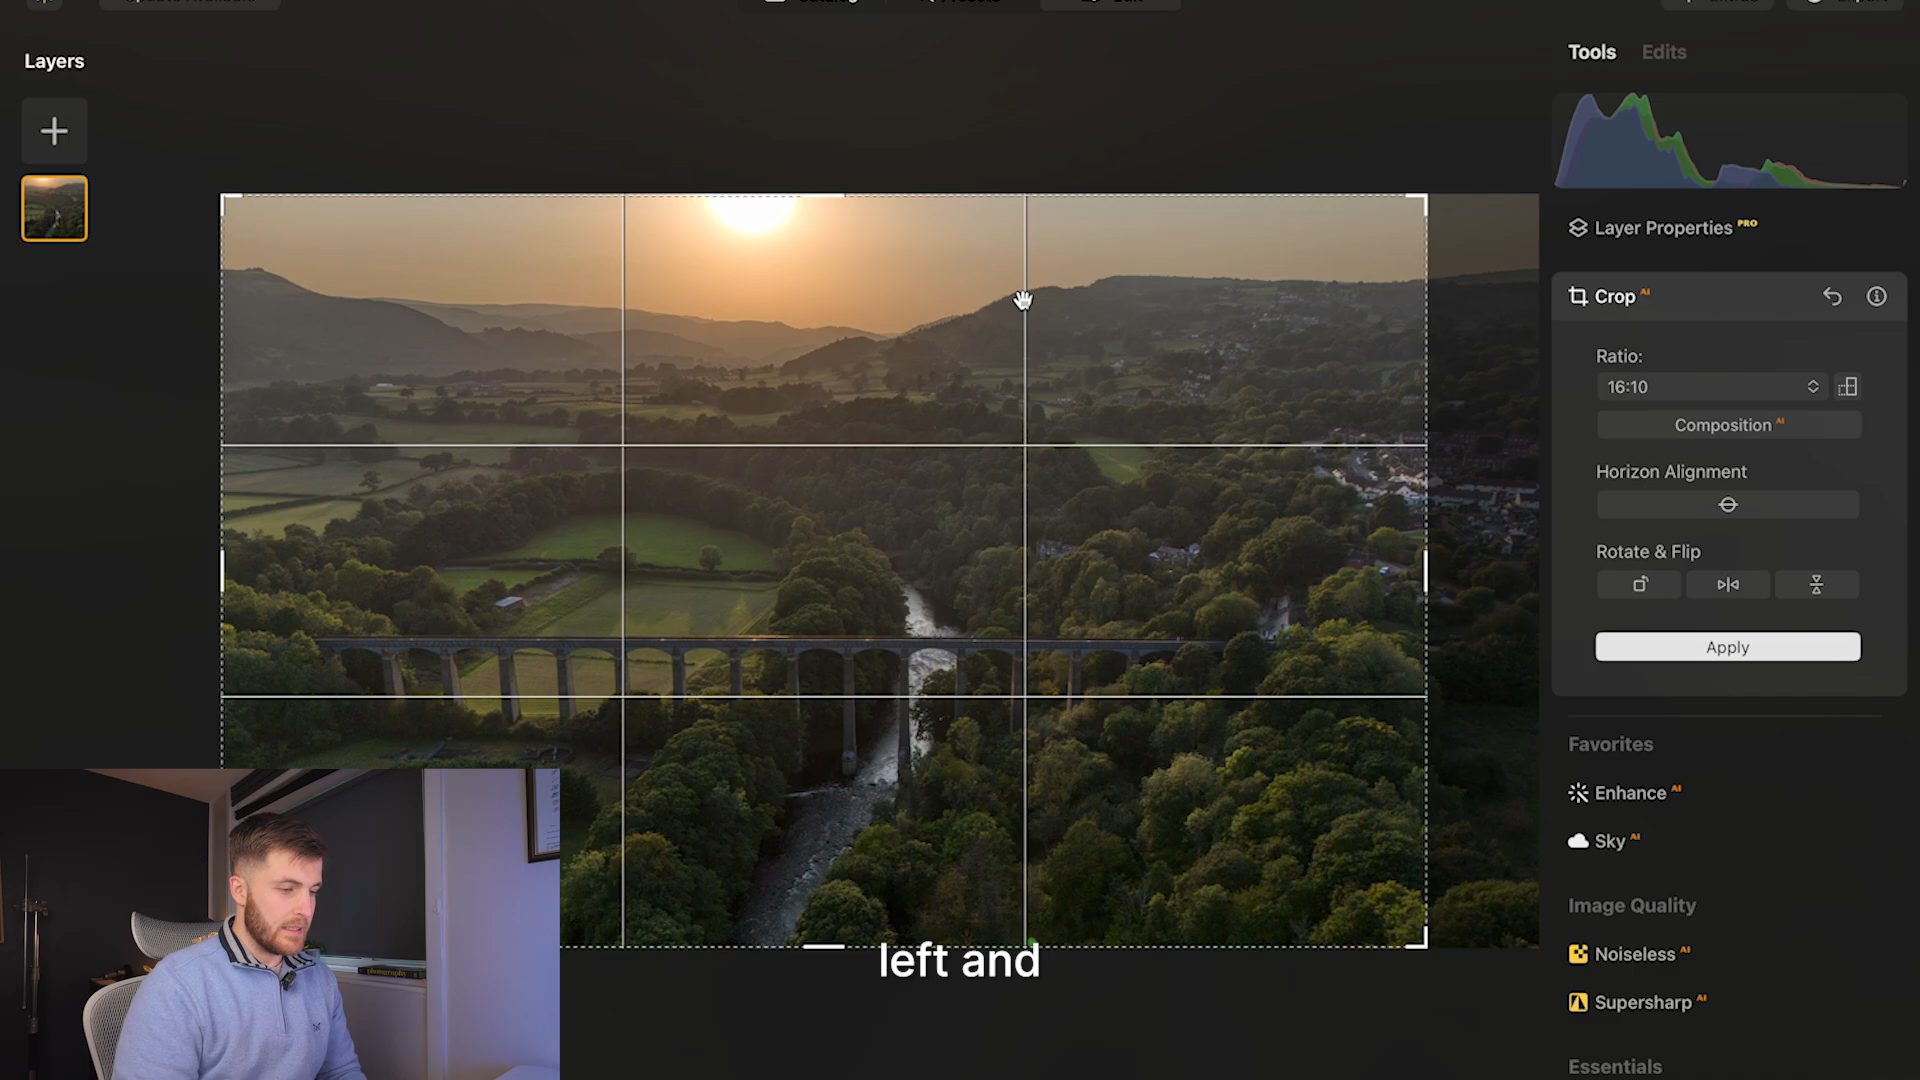 Layers
Tools Edits
Layer Properties PRO
Crop AI
Ratio:
16:10
Composition AI
Horizon Alignment
Rotate & Flip
Apply
Favorites
Enhance AI
Sky AI
Image Quality
Noiseless AI
Supersharp AI
Essentials
photography
left and